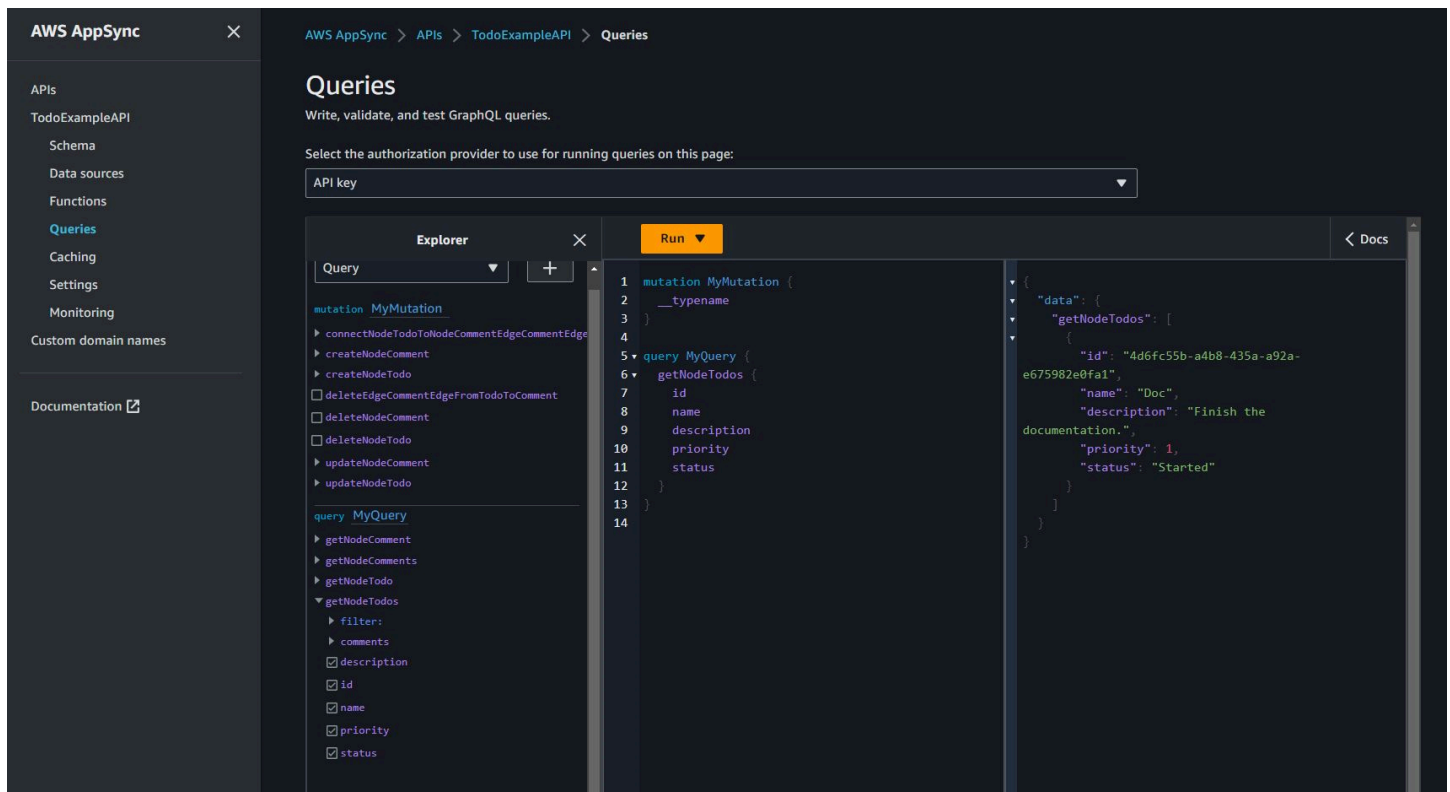 AWS AppSync
APIs
TodoExampleAPI
Schema
Data sources
Functions
Queries
Caching
Settings
Monitoring
Custom domain names
Documentation
AWS AppSync > APIs > TodoExampleAPI > Queries
Queries
Write, validate, and test GraphQL queries.
Select the authorization provider to use for running queries on this page:
API key
Explorer
Query
mutation MyMutation
connectNodeTodoToNodeCommentEdgeCommentEdge
createNodeComment
createNodeTodo
deleteEdgeCommentEdgeFromTodoToComment
deleteNodeComment
deleteNodeTodo
updateNodeComment
updateNodeTodo
query MyQuery
getNodeComment
getNodeComments
getNodeTodo
getNodeTodos
filter:
comments
description
id
name
priority
status
Run
1 mutation MyMutation {
2 __typename
3 }
4
5 query MyQuery {
6 getNodeTodos {
7 id
8 name
9 description
10 priority
11 status
12 }
13 }
14
< Docs
{
"data": {
"getNodeTodos": [
{
"id": "4d6fc55b-a4b8-435a-a92a-
e675982e0fa1",
"name": "Doc",
"description": "Finish the
documentation.",
"priority": 1,
"status": "Started"
}
]
}
}